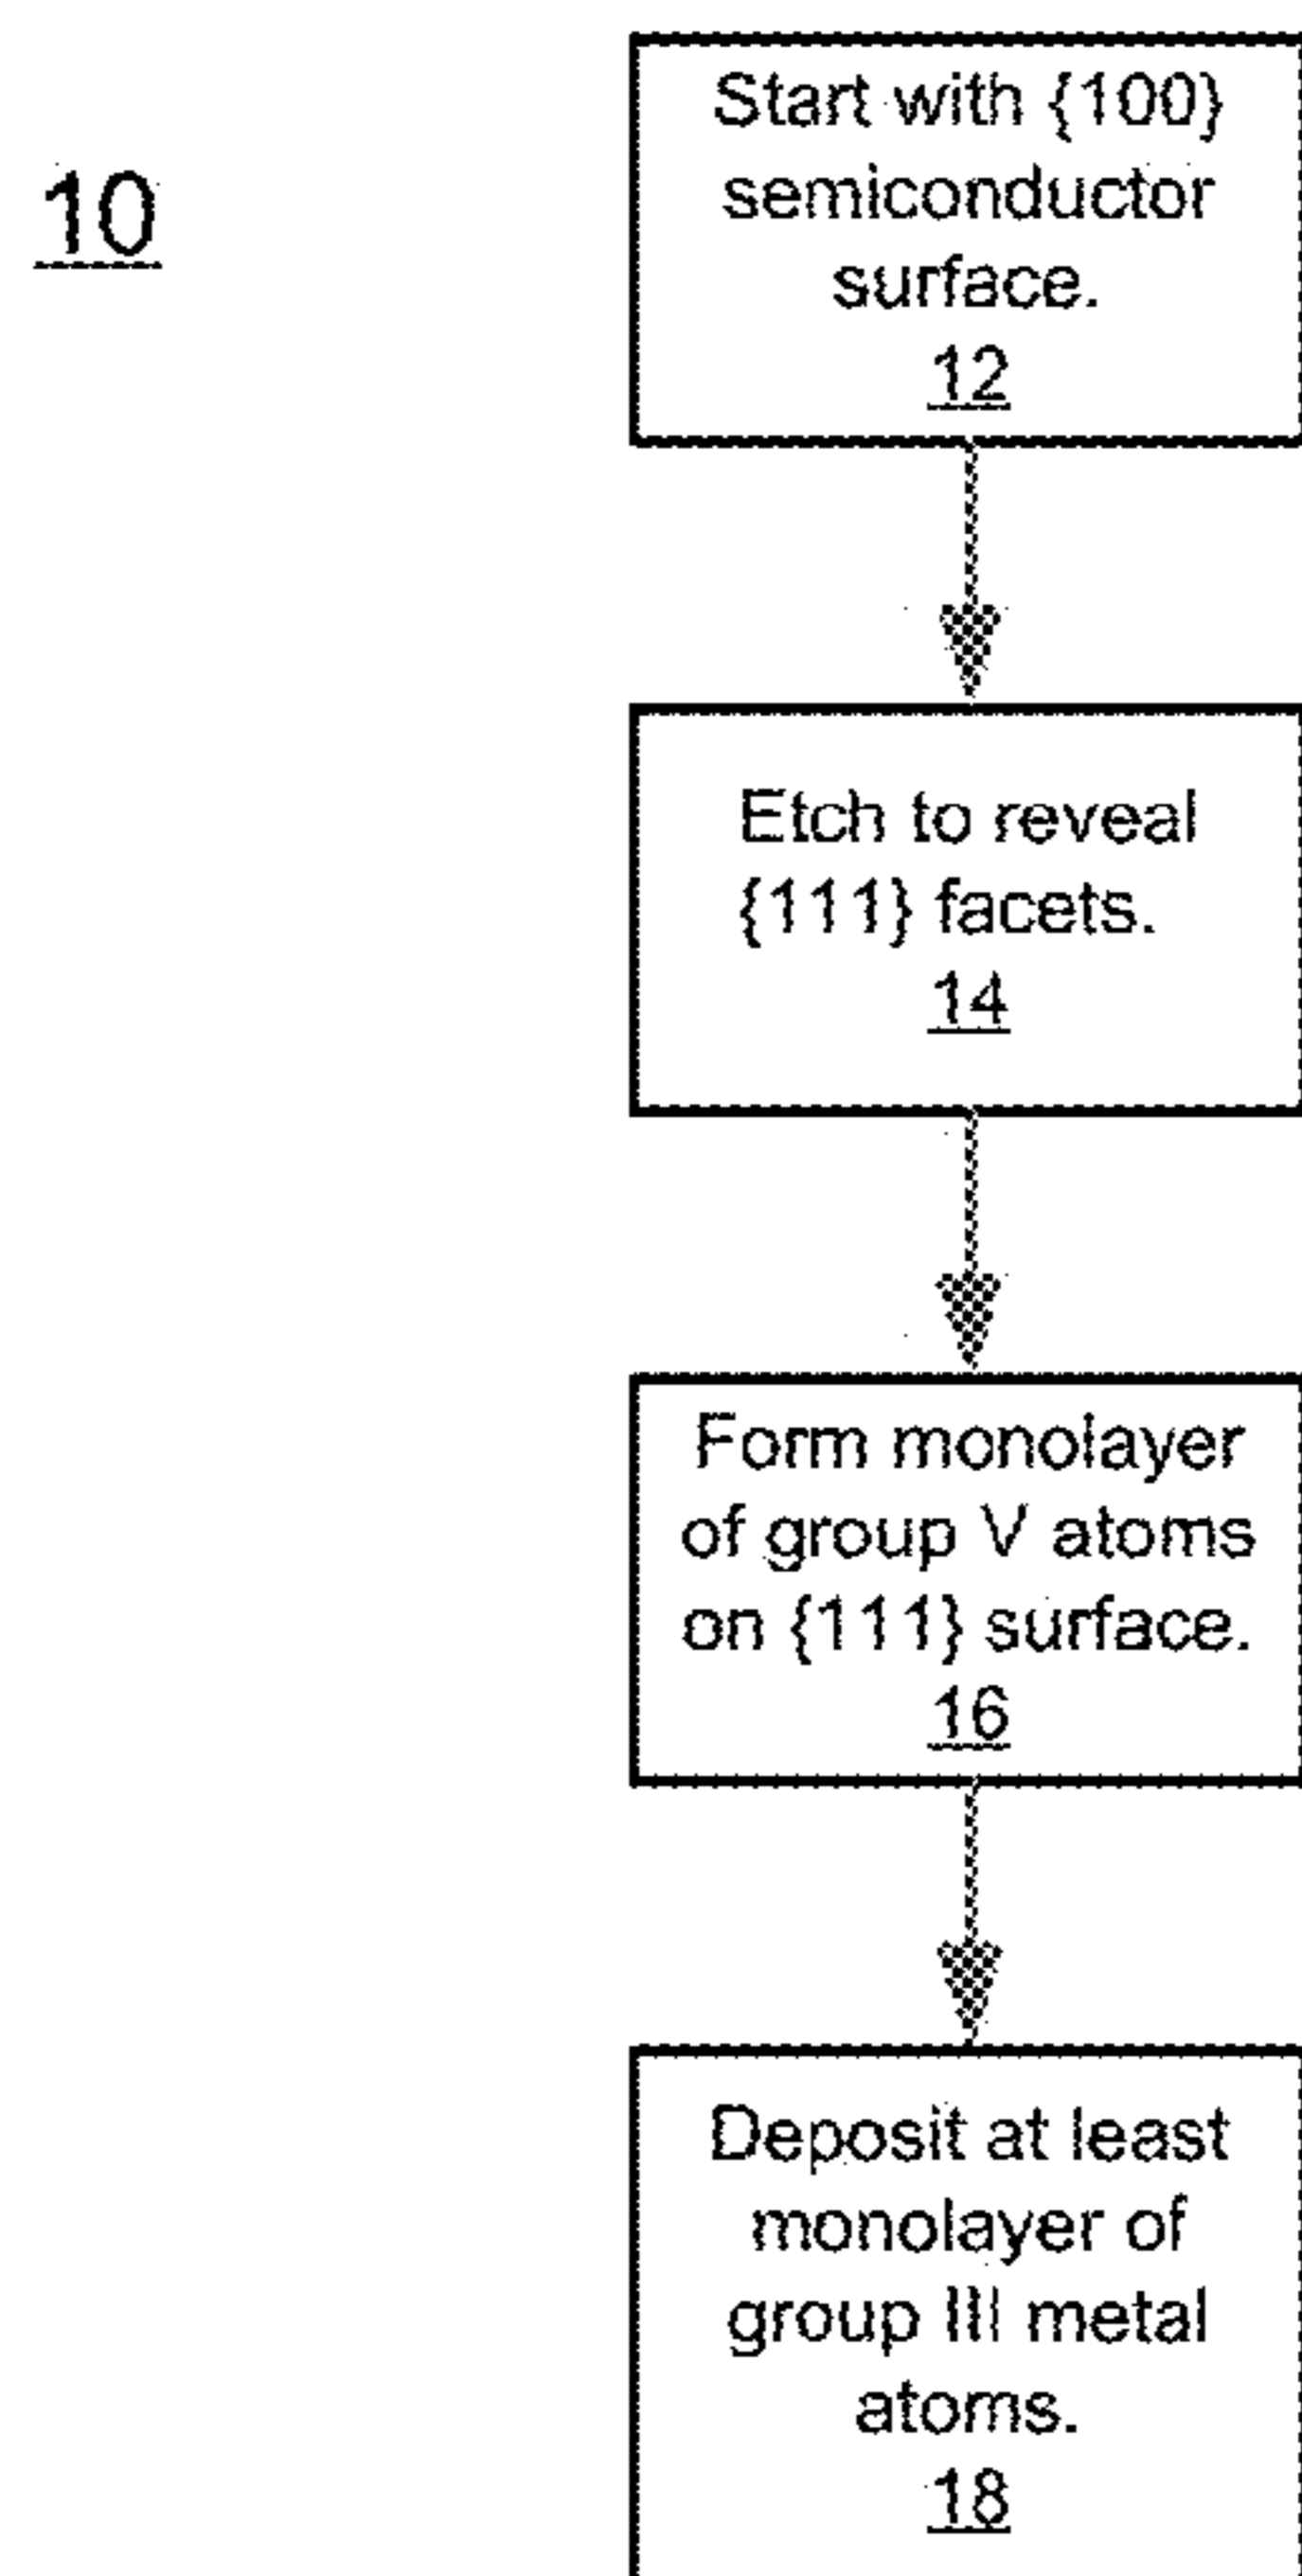 10
Start with {100}
semiconductor
surface.
12
Etch to reveal
{111} facets.
14
Form monolayer
of group V atoms
on {111} surface.
16
Deposit at least
monolayer of
group III metal
atoms.
18